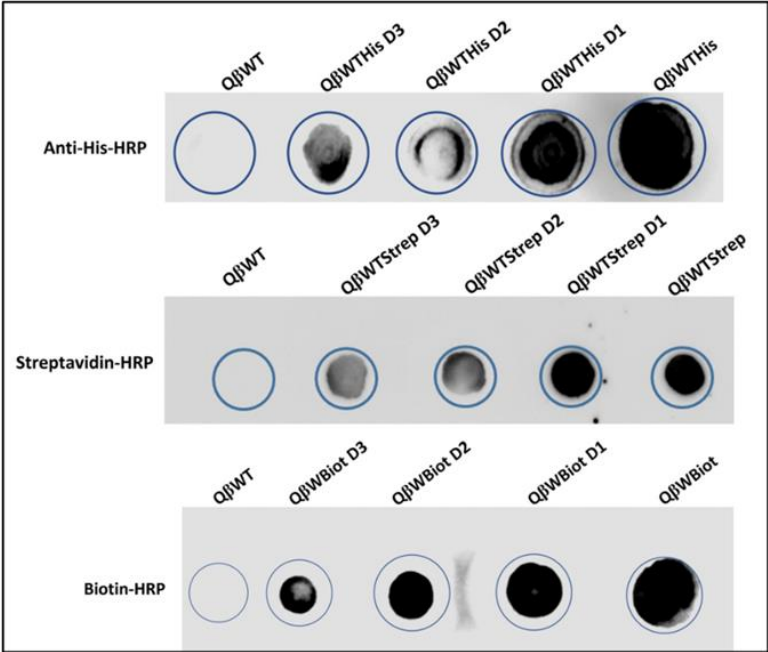 QβWT QβWTHis D3 QβWTHis D2 QβWTHis D1 QβWTHis
Anti-His-HRP
QβWT QβWTStrep D3 QβWTStrep D2 QβWTStrep D1 QβWTStrep
Streptavidin-HRP
QβWT QβWBiot D3 QβWBiot D2 QβWBiot D1 QβWBiot
Biotin-HRP